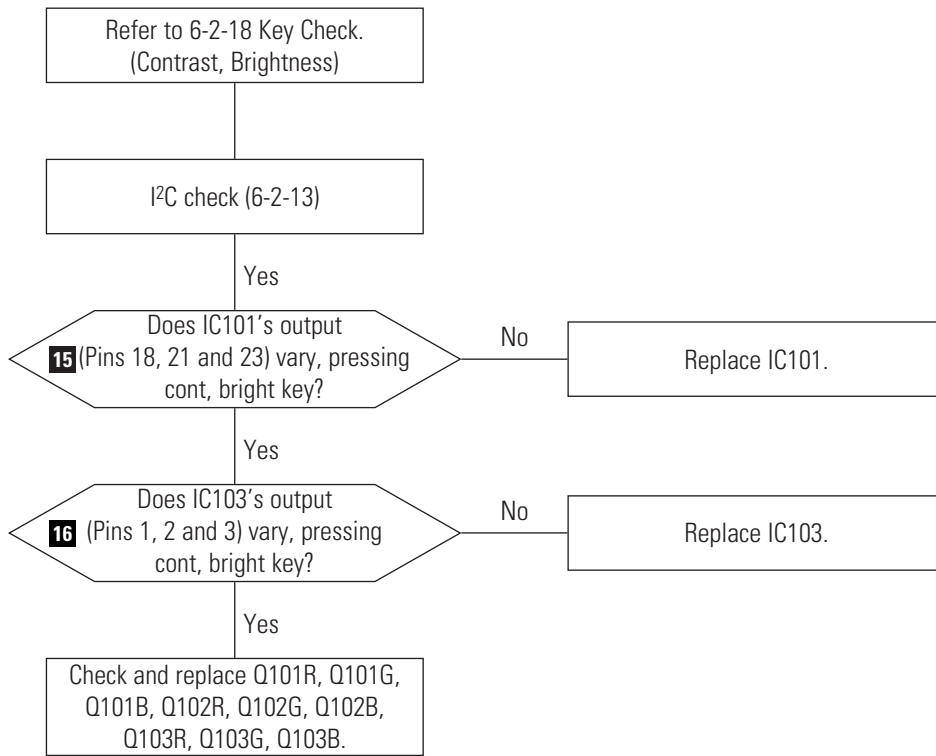 Refer to 6-2-18 Key Check.
(Contrast, Brightness)
I²C check (6-2-13)
Yes
Does IC101's output
15 (Pins 18, 21 and 23) vary, pressing
cont, bright key?
No
Replace IC101.
Yes
Does IC103's output
16 (Pins 1, 2 and 3) vary, pressing
cont, bright key?
No
Replace IC103.
Yes
Check and replace Q101R, Q101G,
Q101B, Q102R, Q102G, Q102B,
Q103R, Q103G, Q103B.